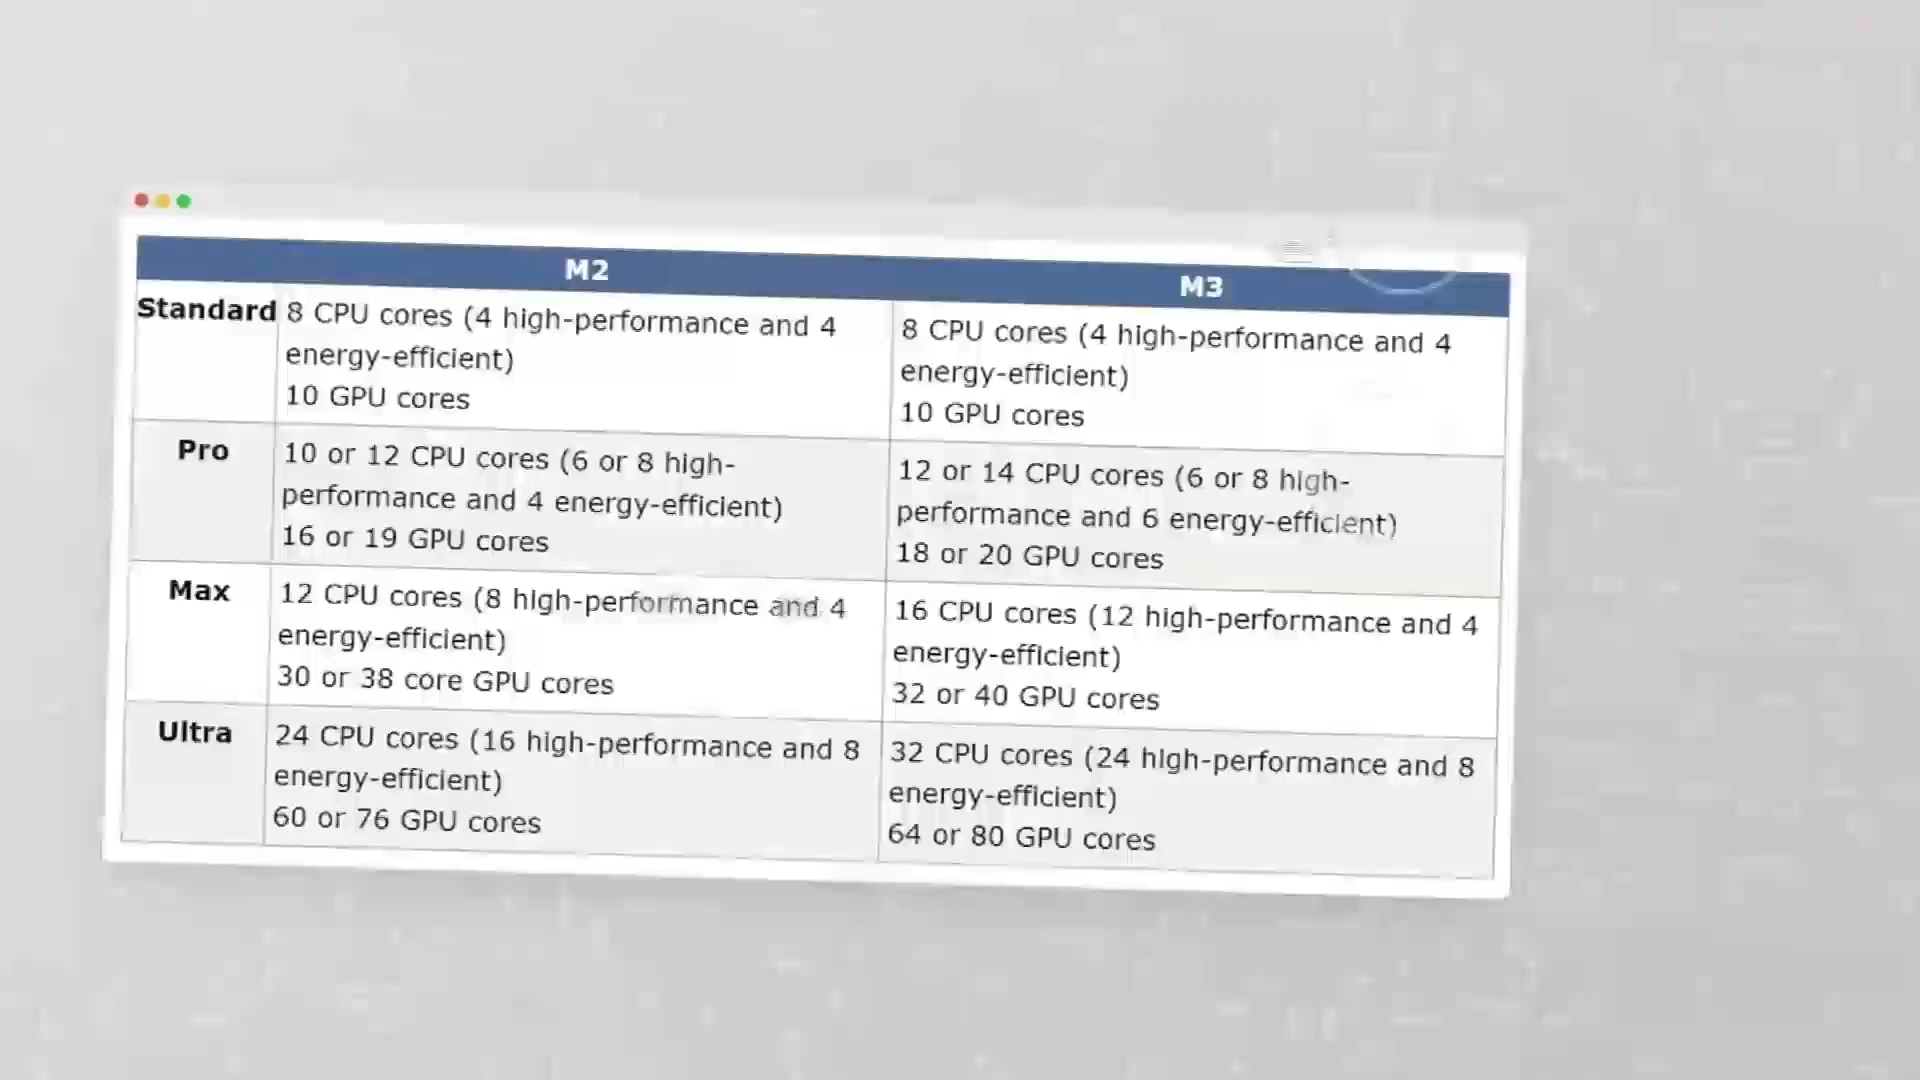 M2
M3
Standard
8 CPU cores (4 high-performance and 4
energy-efficient)
10 GPU cores
8 CPU cores (4 high-performance and 4
energy-efficient)
10 GPU cores
Pro
10 or 12 CPU cores (6 or 8 high-
performance and 4 energy-efficient)
16 or 19 GPU cores
12 or 14 CPU cores (6 or 8 high-
performance and 6 energy-efficient)
18 or 20 GPU cores
Max
12 CPU cores (8 high-performance and 4
energy-efficient)
30 or 38 core GPU cores
16 CPU cores (12 high-performance and 4
energy-efficient)
32 or 40 GPU cores
Ultra
24 CPU cores (16 high-performance and 8
energy-efficient)
60 or 76 GPU cores
32 CPU cores (24 high-performance and 8
energy-efficient)
64 or 80 GPU cores